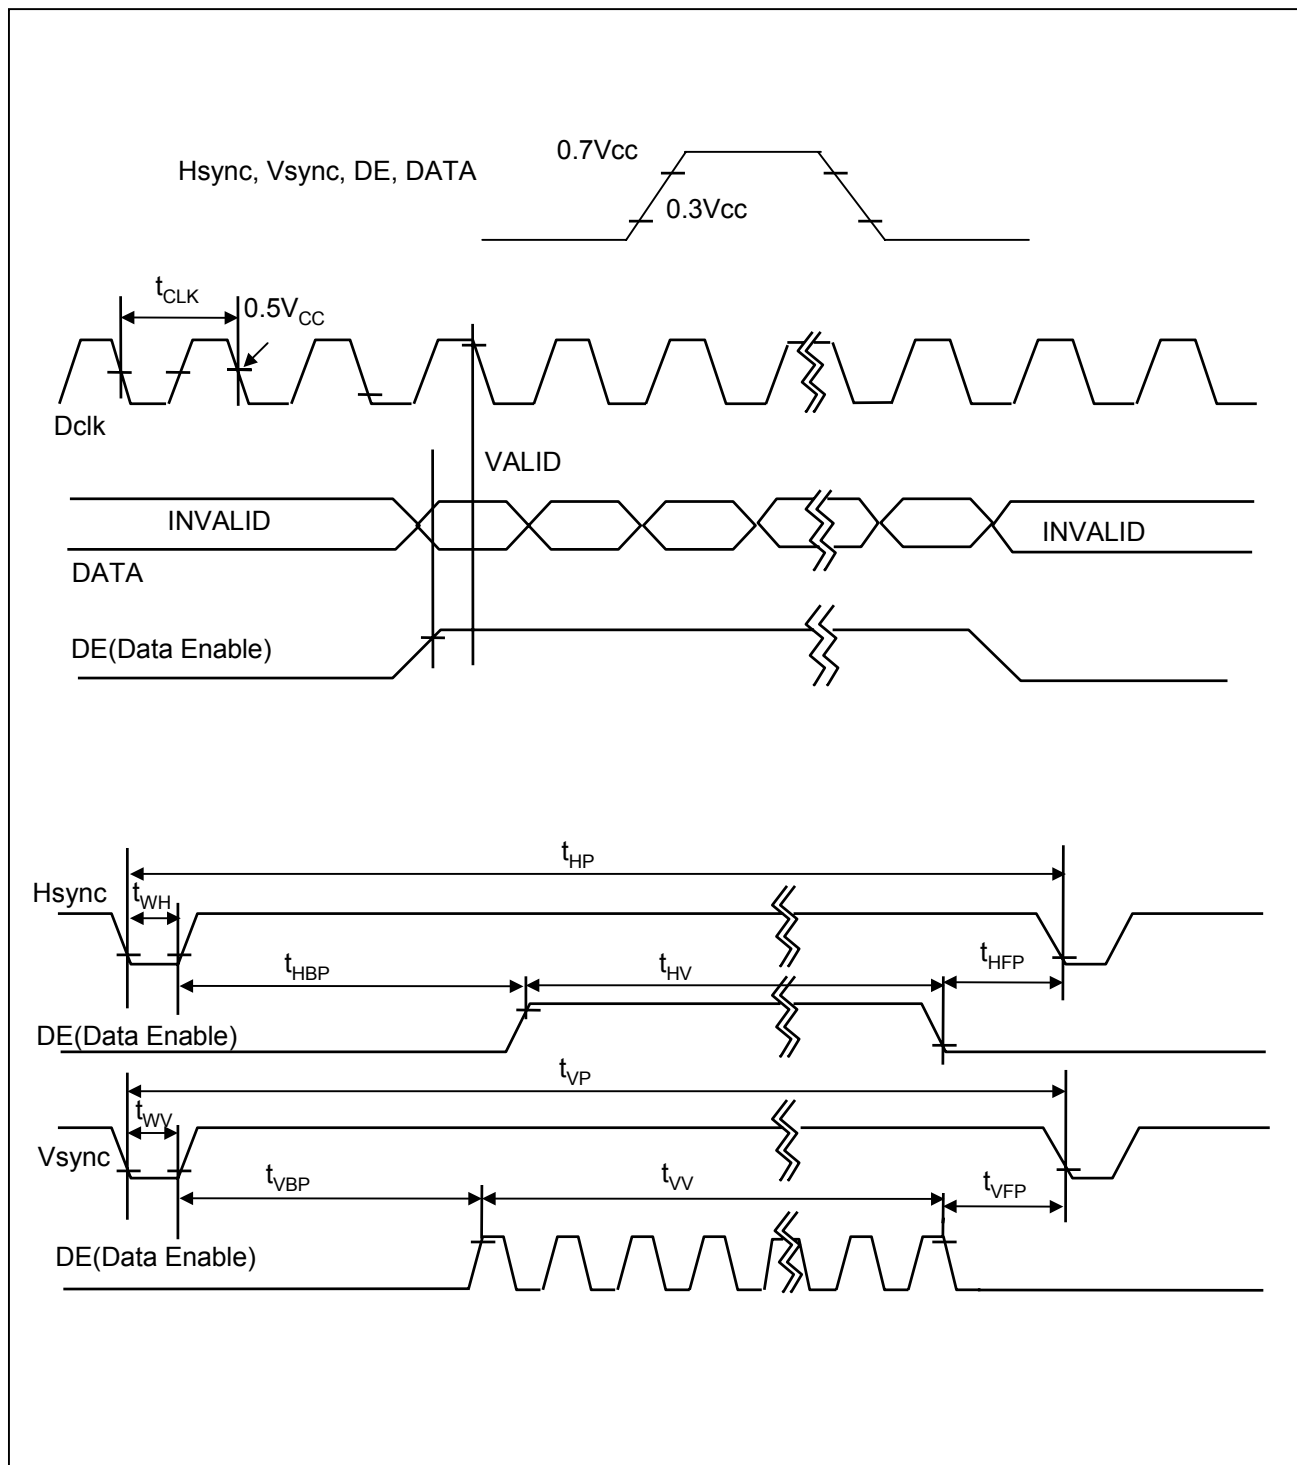 0.7Vcc
Hsync, Vsync, DE, DATA
0.3Vcc
tCLK
0.5VCC
Dclk
VALID
INVALID
INVALID
DATA
DE(Data Enable)
tHP
Hsync
tWH
tHBP
tHV
tHFP
DE(Data Enable)
tVP
tWV
Vsync
tVBP
tVV
tVFP
DE(Data Enable)